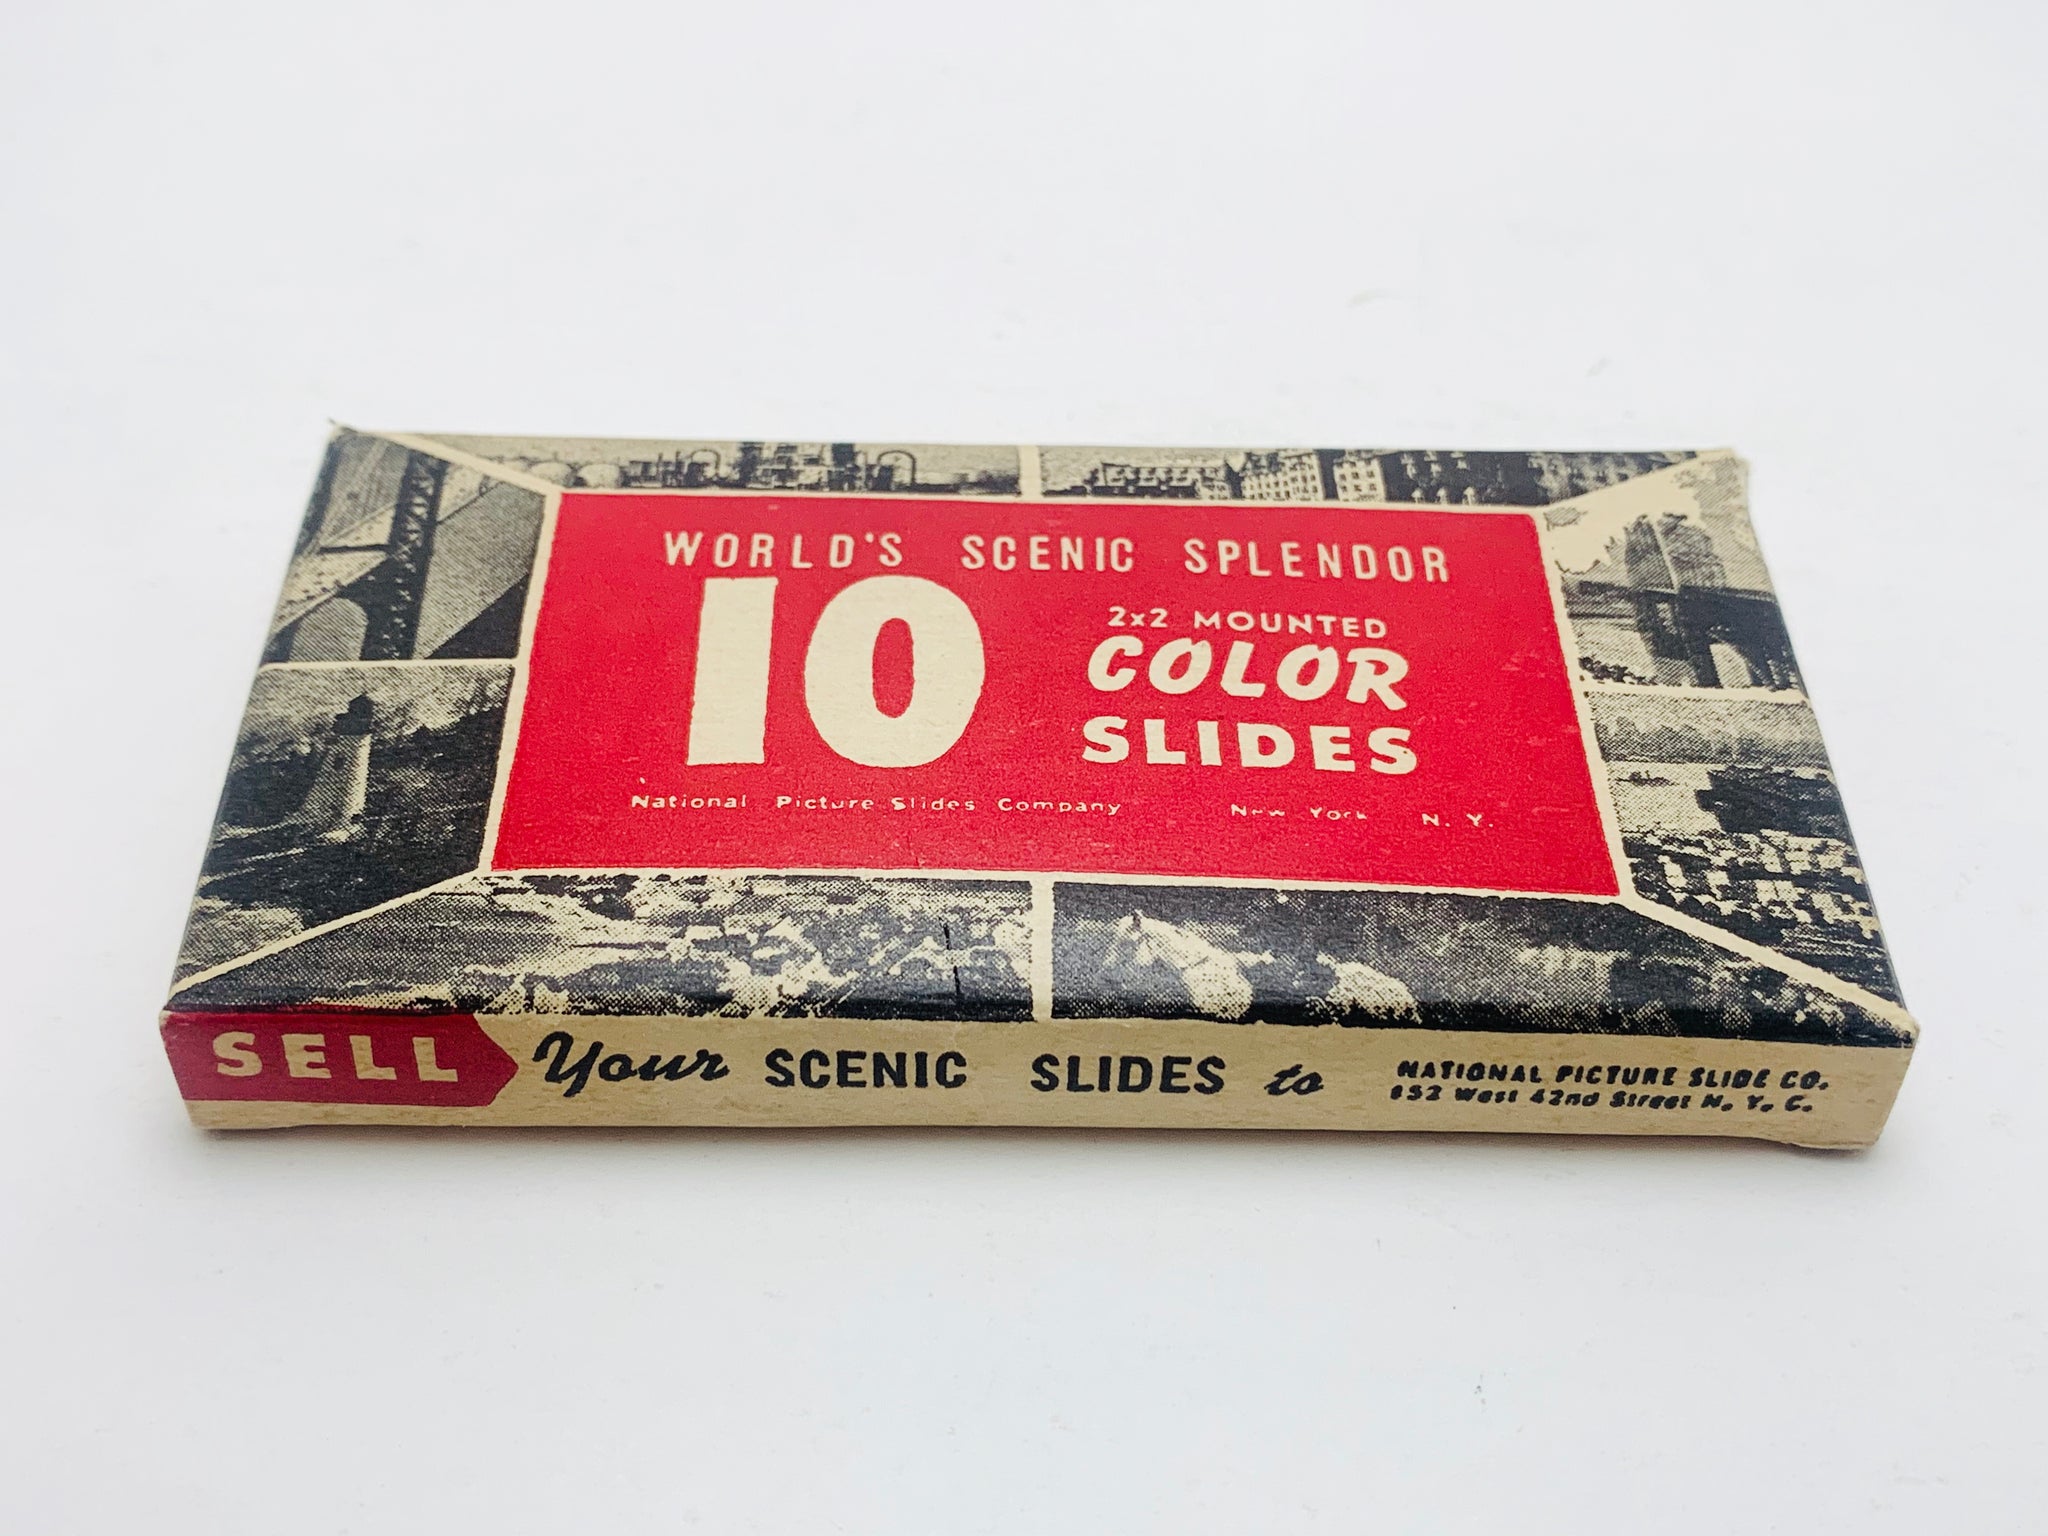 WORLD'S SCENIC SPLENDOR
10
2x2 MOUNTED
COLOR
SLIDES
National Picture Slides Company New York N. Y.
SELL Your SCENIC SLIDES to
NATIONAL PICTURE SLIDE CO.
West 42nd Street N. Y. C.